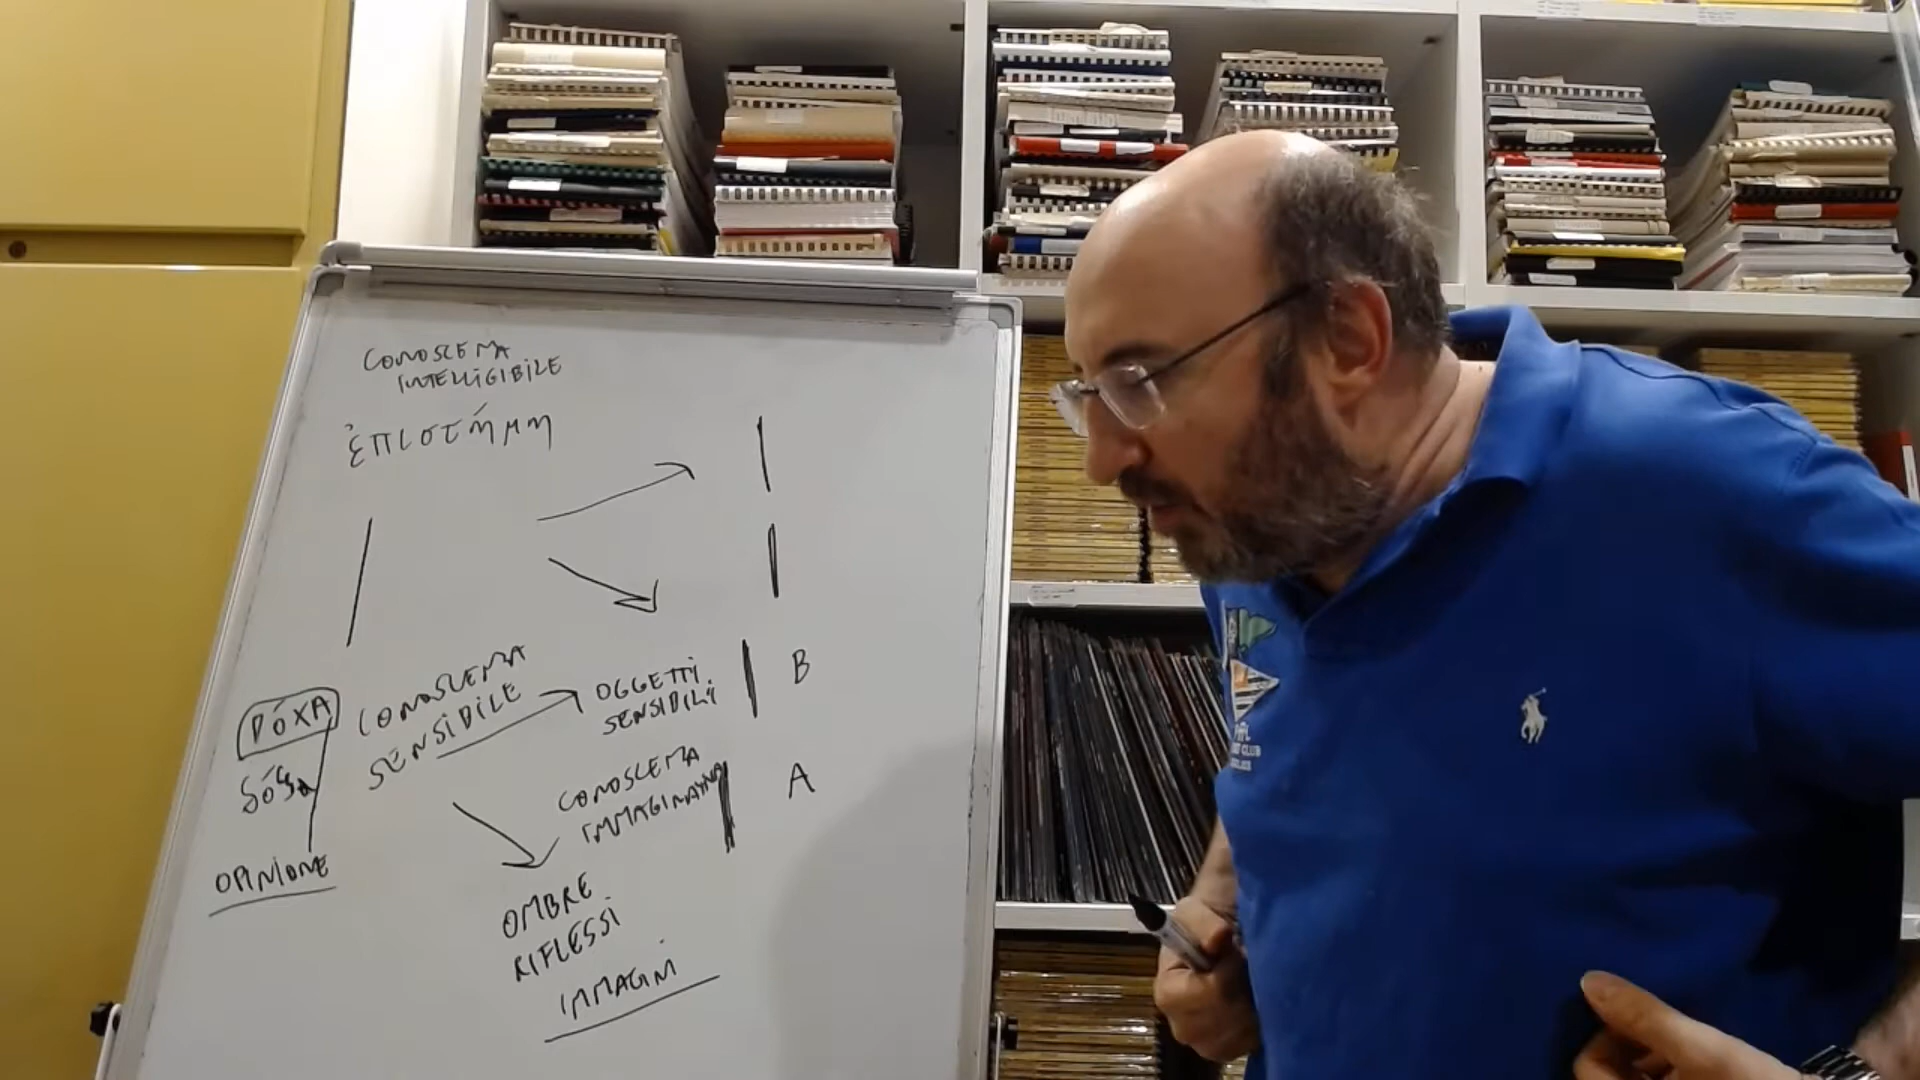 CONOSCENZA
INTELLIGIBILE
ἐπιστήμη
DÓXA
δόξα
OPINIONE
CONOSCENZA
SENSIBILE
OGGETTI
SENSIBILI
B
CONOSCENZA
IMMAGINATIVA
A
OMBRE
RIFLESSI
IMMAGINI